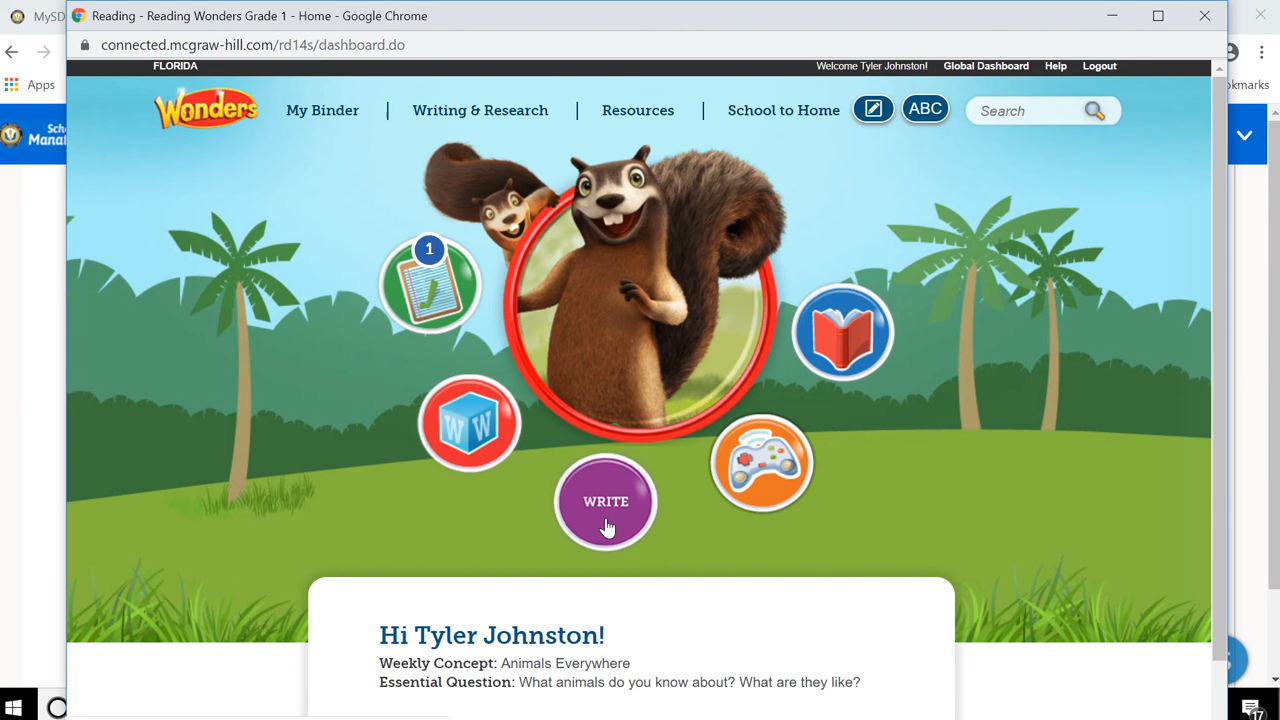 MySD
Reading - Reading Wonders Grade 1 - Home - Google Chrome
connected.mcgraw-hill.com/rd14s/dashboard.do
Apps
FLORIDA
Welcome Tyler Johnston!
Global Dashboard
Help
Logout
Wonders
My Binder
Writing & Research
Resources
School to Home
ABC
Search
1
W W
WRITE
Hi Tyler Johnston!
Weekly Concept: Animals Everywhere
Essential Question: What animals do you know about? What are they like?
17